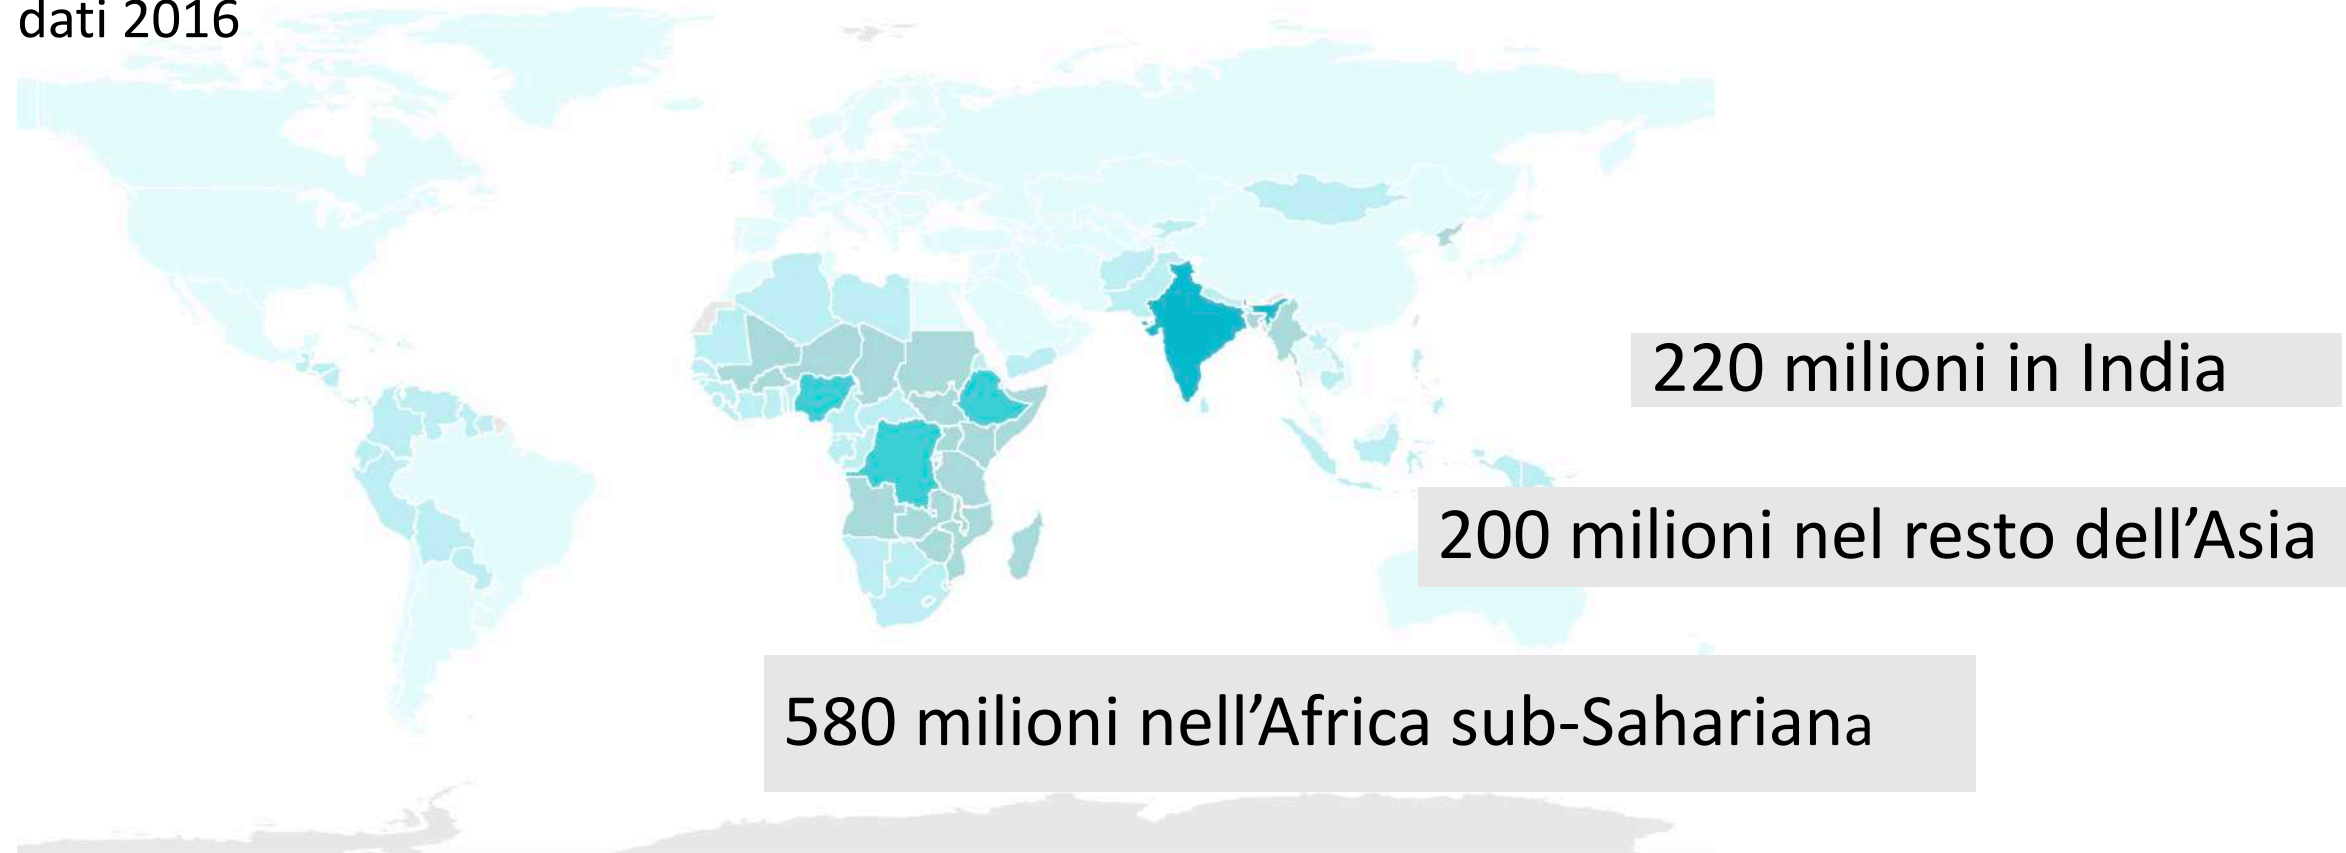 dati 2016
220 milioni in India
200 milioni nel resto dell’Asia
580 milioni nell’Africa sub-Sahariana